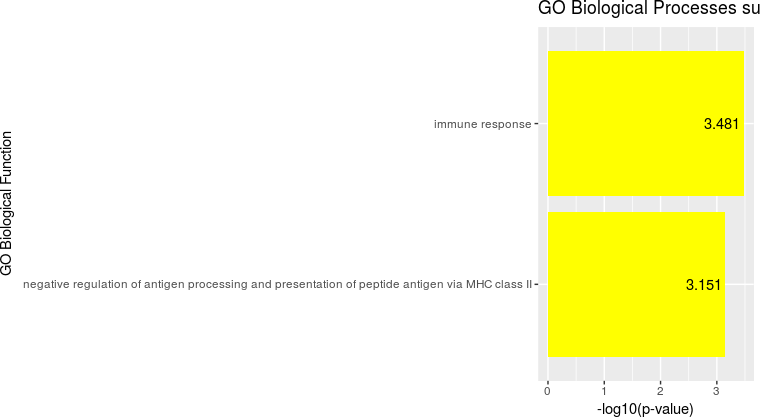 GO Biological Processes su
GO Biological Function
immune response
3.481
negative regulation of antigen processing and presentation of peptide antigen via MHC class II
3.151
0 1 2 3
-log10(p-value)